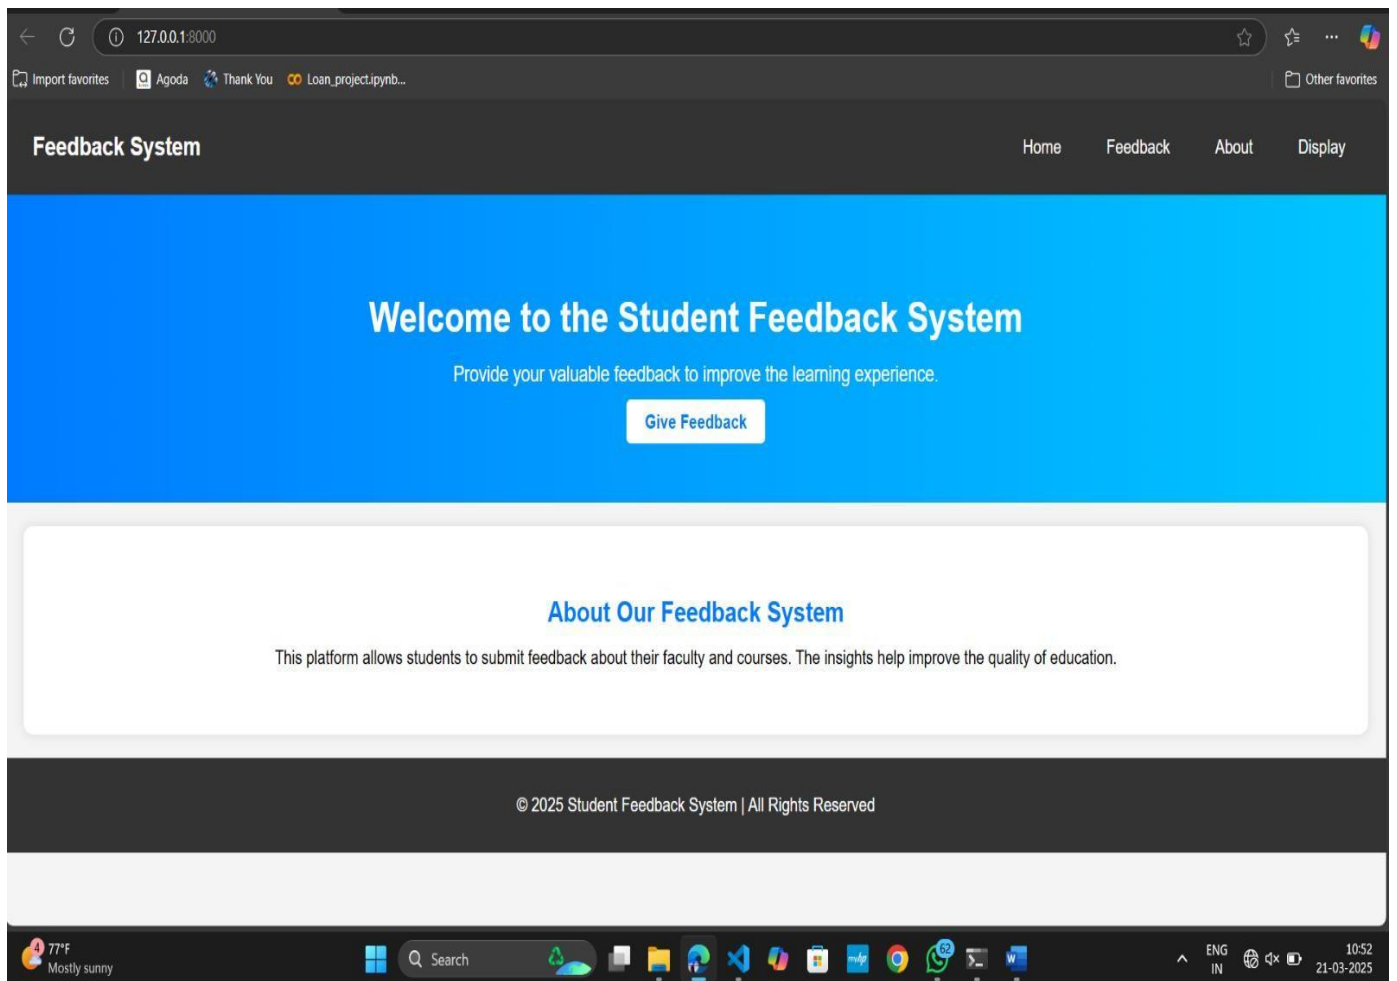 127.0.0.1:8000
Import favorites Agoda Thank You Loan_project.ipynb... Other favorites
Feedback System Home Feedback About Display
Welcome to the Student Feedback System
Provide your valuable feedback to improve the learning experience.
Give Feedback
About Our Feedback System
This platform allows students to submit feedback about their faculty and courses. The insights help improve the quality of education.
© 2025 Student Feedback System | All Rights Reserved
4 77°F Search 62 ENG 10:52
Mostly sunny IN 21-03-2025